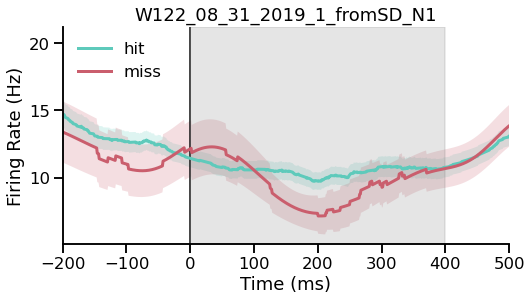 W122_08_31_2019_1_fromSD_N1
20
15
10
Firing Rate (Hz)
hit
miss
−200 −100 0 100 200 300 400 500
Time (ms)